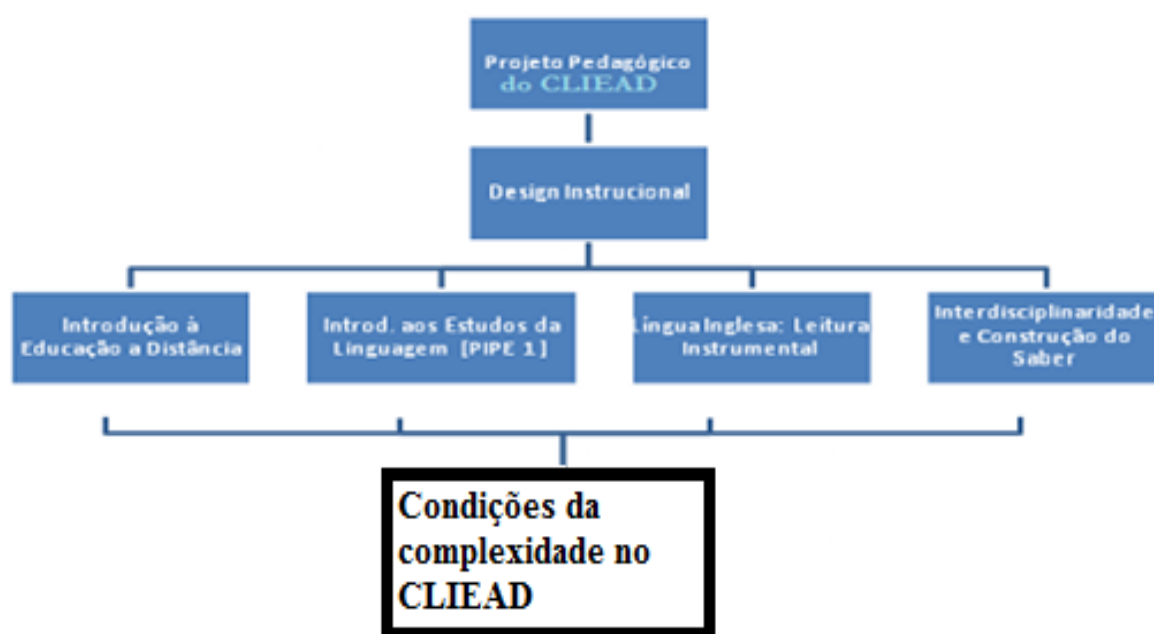 Projeto Pedagógico
do CLIEAD
Design Instrucional
Introdução à
Educação a Distância
Introd. aos Estudos da
Linguagem [PIPE 1]
Língua Inglesa: Leitura
Instrumental
Interdisciplinaridade
e Construção do
Saber
Condições da
complexidade no
CLIEAD